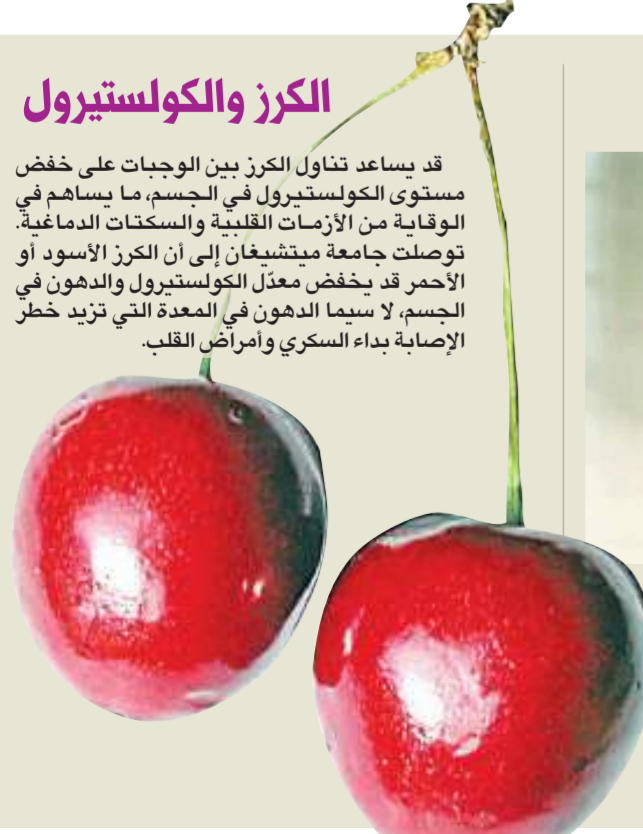 الكرز والكولستيرول
قد يساعد تناول الكرز بين الوجبات على خفض
مستوى الكولستيرول في الجسم، ما يساهم في
الوقاية من الأزمات القلبية والسكتات الدماغية.
توصلت جامعة ميتشيغان إلى أن الكرز الأسود أو
الأحمر قد يخفض معدّل الكولستيرول والدهون في
الجسم، لا سيما الدهون في المعدة التي تزيد خطر
الإصابة بداء السكري وأمراض القلب.